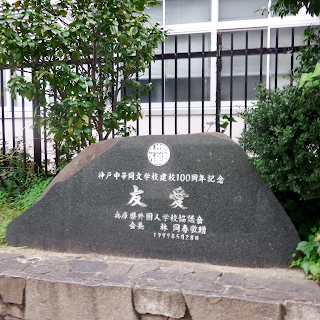 神戸中華同文学校建校100周年記念
友愛
兵庫県外国人学校協議会
会長 林 同春敬贈
1999年5月28日